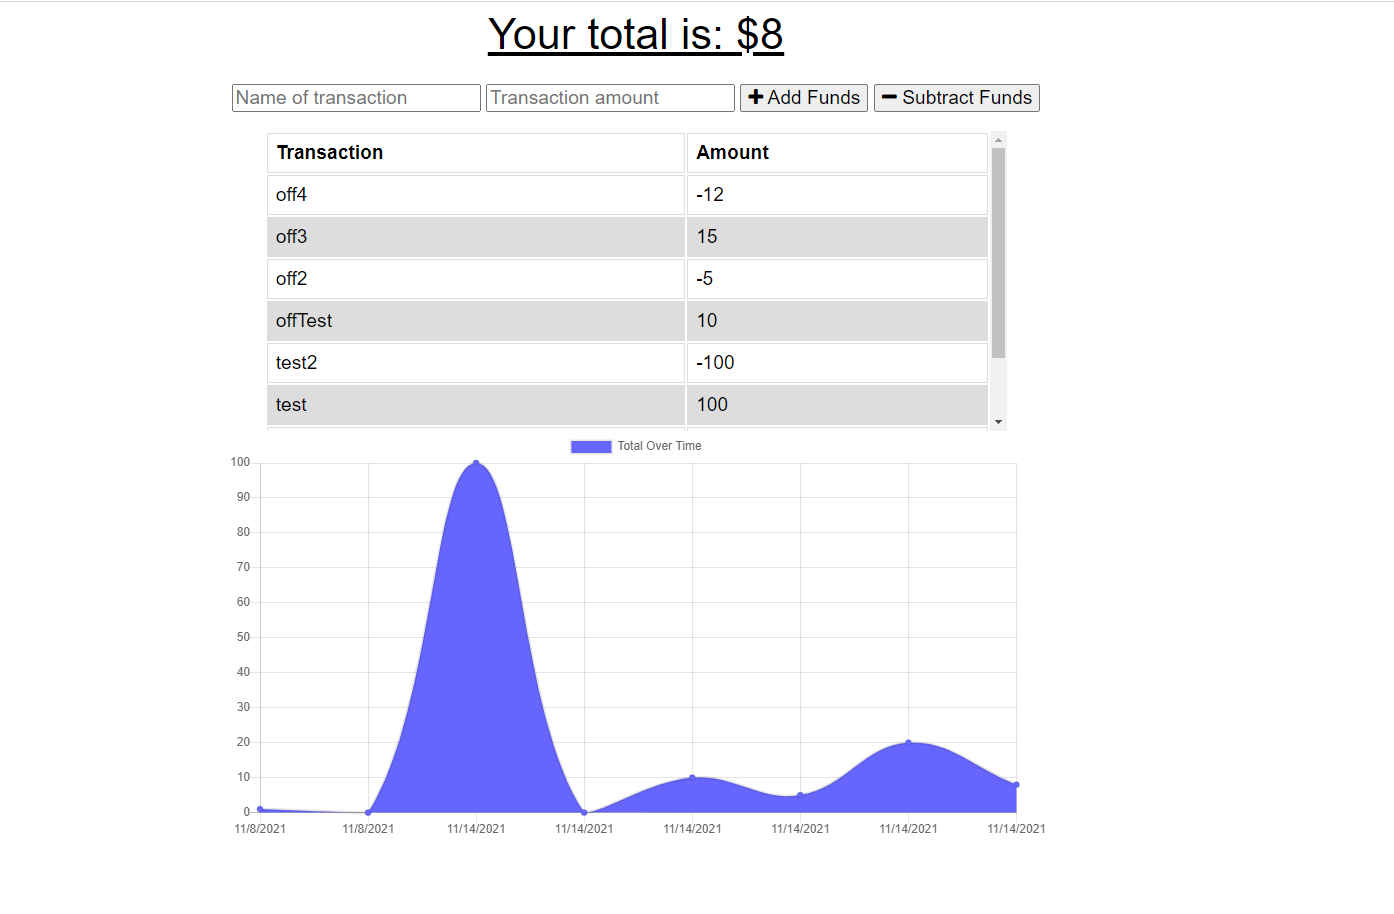 Your total is: $8
Name of transaction Transaction amount Add Funds Subtract Funds
Transaction Amount
off4 -12
off3 15
off2 -5
offTest 10
test2 -100
test 100
Total Over Time
100
90
80
70
60
50
40
30
20
10
0
11/8/2021 11/8/2021 11/14/2021 11/14/2021 11/14/2021 11/14/2021 11/14/2021 11/14/2021